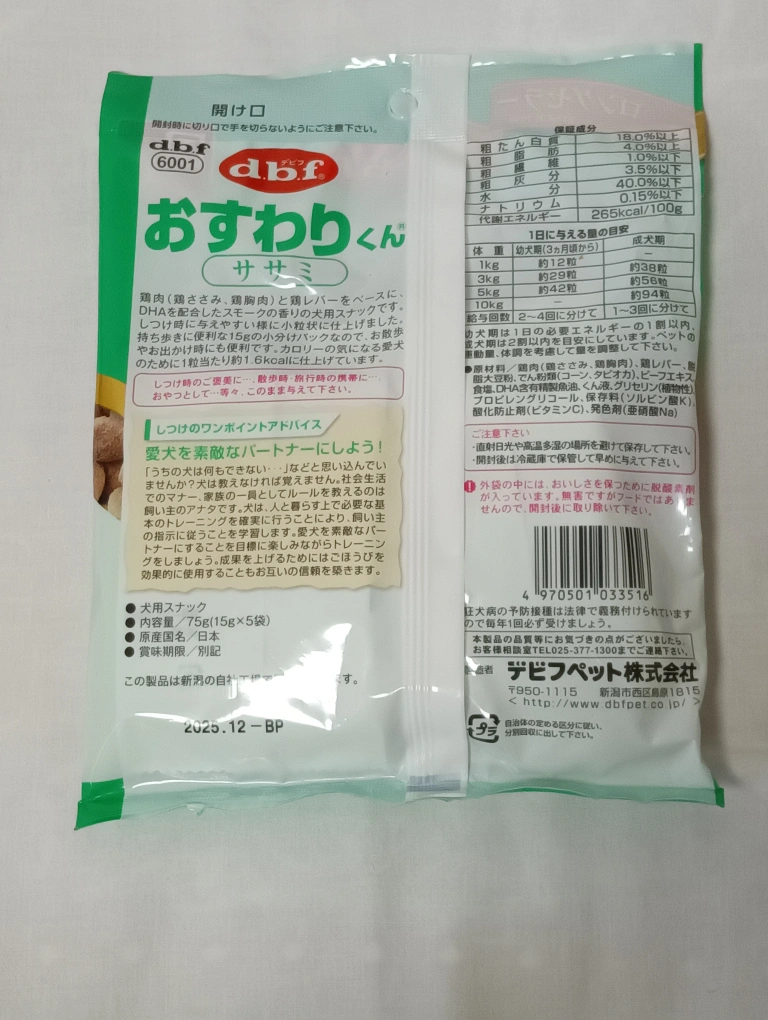 開け口
開封時に切り口で手を切らないようにご注意下さい。
d.b.f
6001
デビフ
d.b.f®
おすわりくん®
ササミ
鶏肉(鶏ささみ、鶏胸肉)と鶏レバーをベースに、
DHAを配合したスモークの香りの犬用スナックです。
しつけ時に与えやすい様に小粒状に仕上げました。
持ち歩きに便利な15gの小分けパックなので、お散歩
やお出かけ時にも便利です。カロリーの気になる愛犬
のために1粒当たり約1.6kcalに仕上げています。
しつけ時のご褒美に…、散歩時・旅行時の携帯に…、
おやつとして…等々、このまま与えて下さい。
しつけのワンポイントアドバイス
愛犬を素敵なパートナーにしよう!
「うちの犬は何もできない・・・」などと思い込んでい
ませんか?犬は教えなければ覚えません。社会生活
でのマナー、家族の一員としてルールを教えるのは
飼い主のアナタです。犬は、人と暮らす上で必要な基
本のトレーニングを確実に行うことにより、飼い主
の指示に従うことを学習します。愛犬を素敵なパー
トナーにすることを目標に楽しみながらトレーニン
グをしましょう。成果を上げるためにはごほうびを
効果的に使用することもお互いの信頼を築きます。
● 犬用スナック
● 内容量/75g(15g×5袋)
● 原産国名/日本
● 賞味期限/別記
この製品は新潟の自社工場で す。
2025.12−BP
ロングセラー
保証成分
粗たん白質 18.0%以上
粗脂肪 4.0%以上
粗繊維 1.0%以下
粗灰分 3.5%以下
水分 40.0%以下
ナトリウム 0.15%以下
代謝エネルギー 265kcal/100g
1日に与える量の目安
体重 幼犬期(3ヵ月頃から) 成犬期
1kg 約12粒 −
3kg 約29粒 約38粒
5kg 約42粒 約56粒
10kg − 約94粒
給与回数 2~4回に分けて 1~3回に分けて
幼犬期は1日の必要エネルギーの1割以内、
成犬期は2割以内を目安にしています。ペットの
運動量、体調を考慮して量を調整して下さい。
●原材料/鶏肉(鶏ささみ、鶏胸肉)、鶏レバー、脱
脂大豆粉、でん粉類(コーン、タピオカ)、ビーフエキス、
食塩、DHA含有精製魚油、くん液、グリセリン(植物性)、
プロピレングリコール、保存料(ソルビン酸K)、
酸化防止剤(ビタミンC)、発色剤(亜硝酸Na)
ご注意下さい
・直射日光や高温多湿の場所を避けて保存して下さい。
・開封後は冷蔵庫で保管して早めに与えて下さい。
! 外袋の中には、おいしさを保つために脱酸素剤
が入っています。無害ですがフードではありま
せんので、開封後に取り除いて下さい。
4 970501 033516
狂犬病の予防接種は法律で義務付けられています
ので毎年1回必ず受けましょう。
本製品の品質等にお気づきの点がございましたら、
お客様相談室TEL025-377-1300までご連絡下さい。
造者 デビフペット株式会社
〒950-1115 新潟市西区鳥原1815
< http://www.dbfpet.co.jp/ >
プラ
自治体の定める区分に従い、
分別回収に出して下さい。